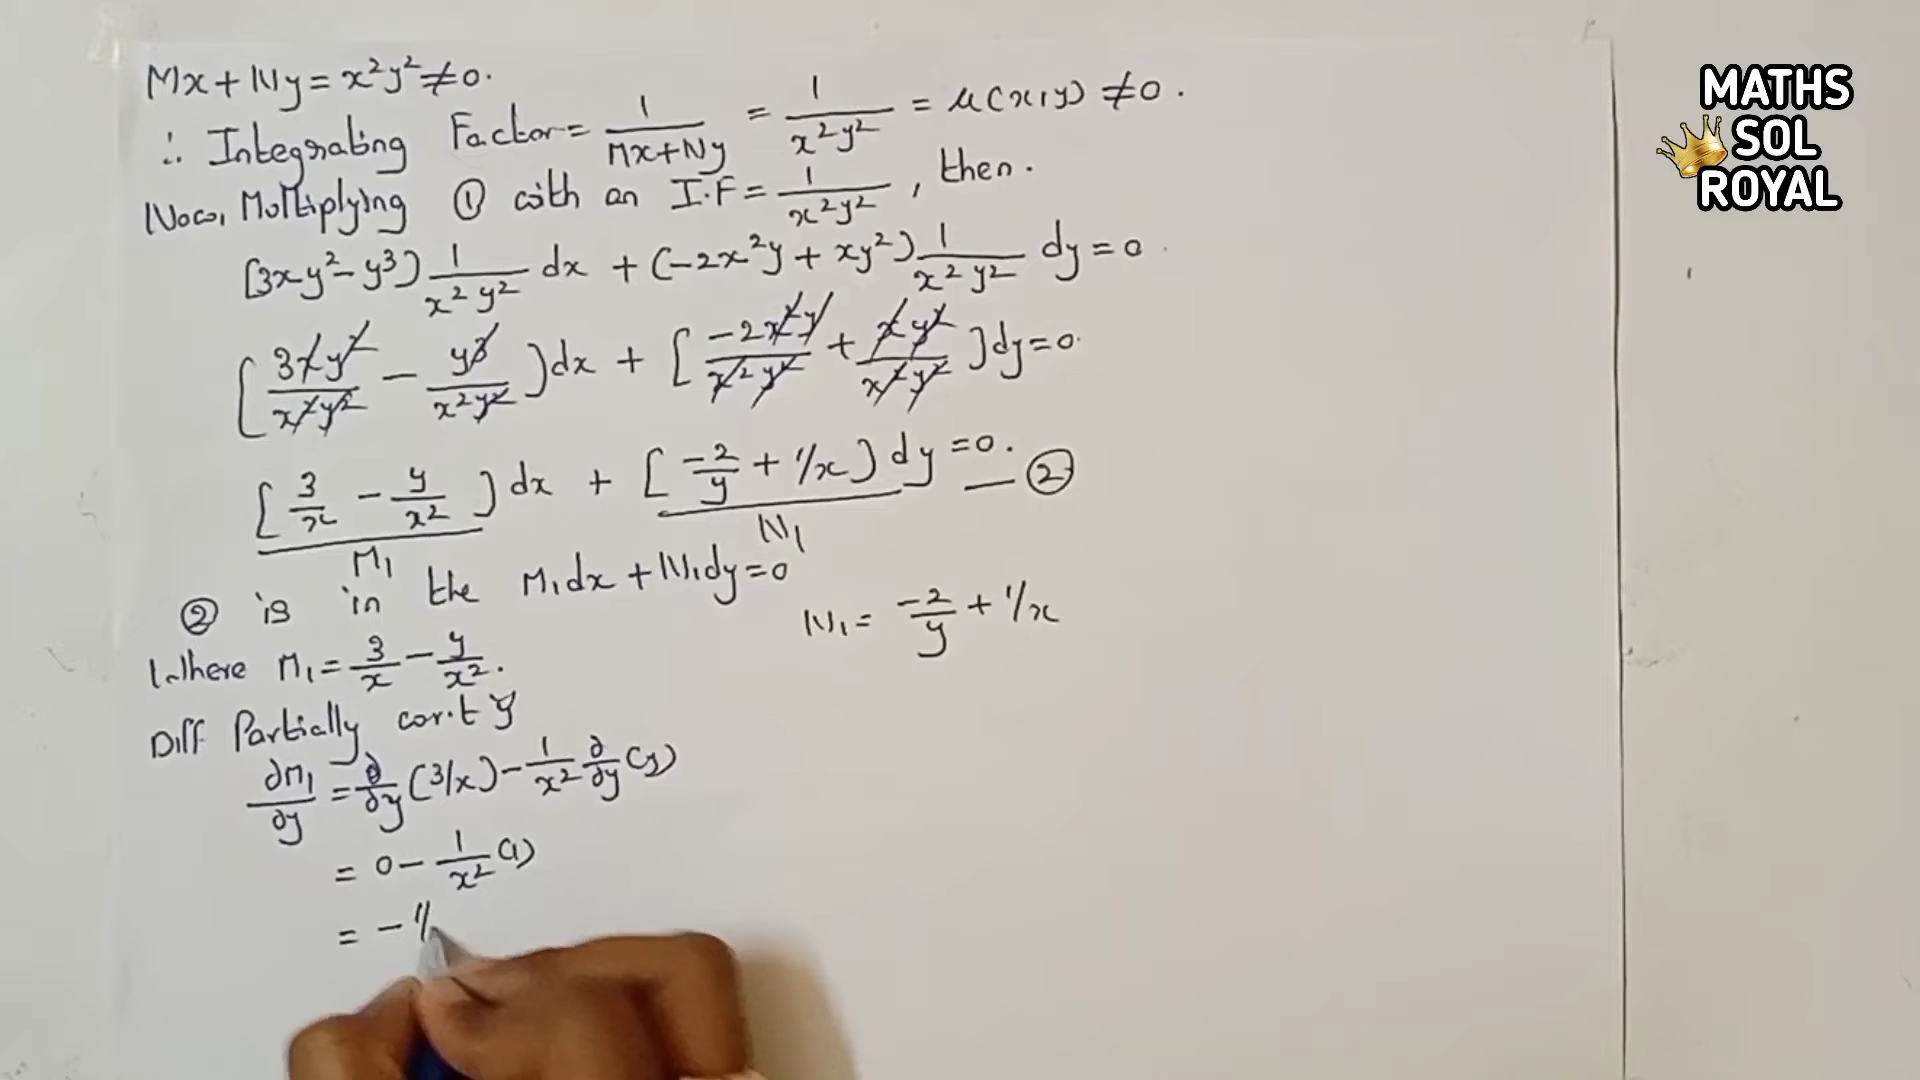 Mx + Ny = x²y² ≠ 0.
∴ Integrating Factor = 1/(Mx+Ny) = 1/(x²y²) = μ(x,y) ≠ 0.
Now, Multiplying ① with an I.F = 1/(x²y²), then.
[3xy² - y³) 1/(x²y²) dx + (-2x²y + xy²) 1/(x²y²) dy = 0.
[3xy²/(x²y²) - y³/(x²y²)] dx + [-2x²y/(x²y²) + xy²/(x²y²)] dy = 0.
[3/x - y/x²] dx + [-2/y + 1/x] dy = 0. — ②
M₁ N₁
② is in the M₁dx + N₁dy = 0
Where M₁ = 3/x - y/x². N₁ = -2/y + 1/x
Diff Partially w.r.t y
∂M₁/∂y = ∂/∂y (3/x) - 1/x² ∂/∂y (y)
= 0 - 1/x² (1)
= - 1/
MATHS
SOL
ROYAL